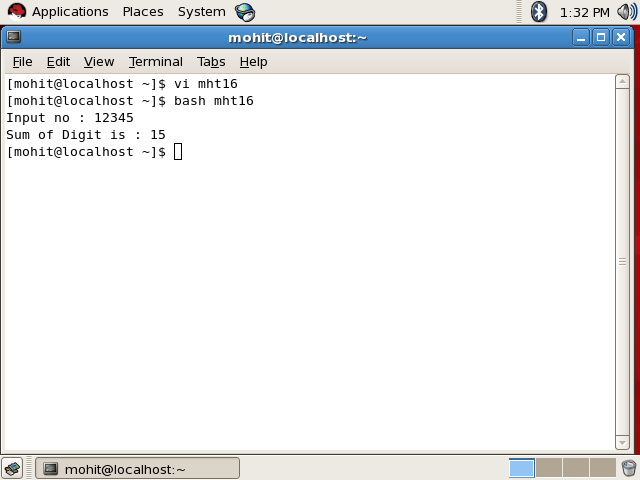 Applications Places System 1:32 PM
mohit@localhost:~
File Edit View Terminal Tabs Help
[mohit@localhost ~]$ vi mht16
[mohit@localhost ~]$ bash mht16
Input no : 12345
Sum of Digit is : 15
[mohit@localhost ~]$
mohit@localhost:~